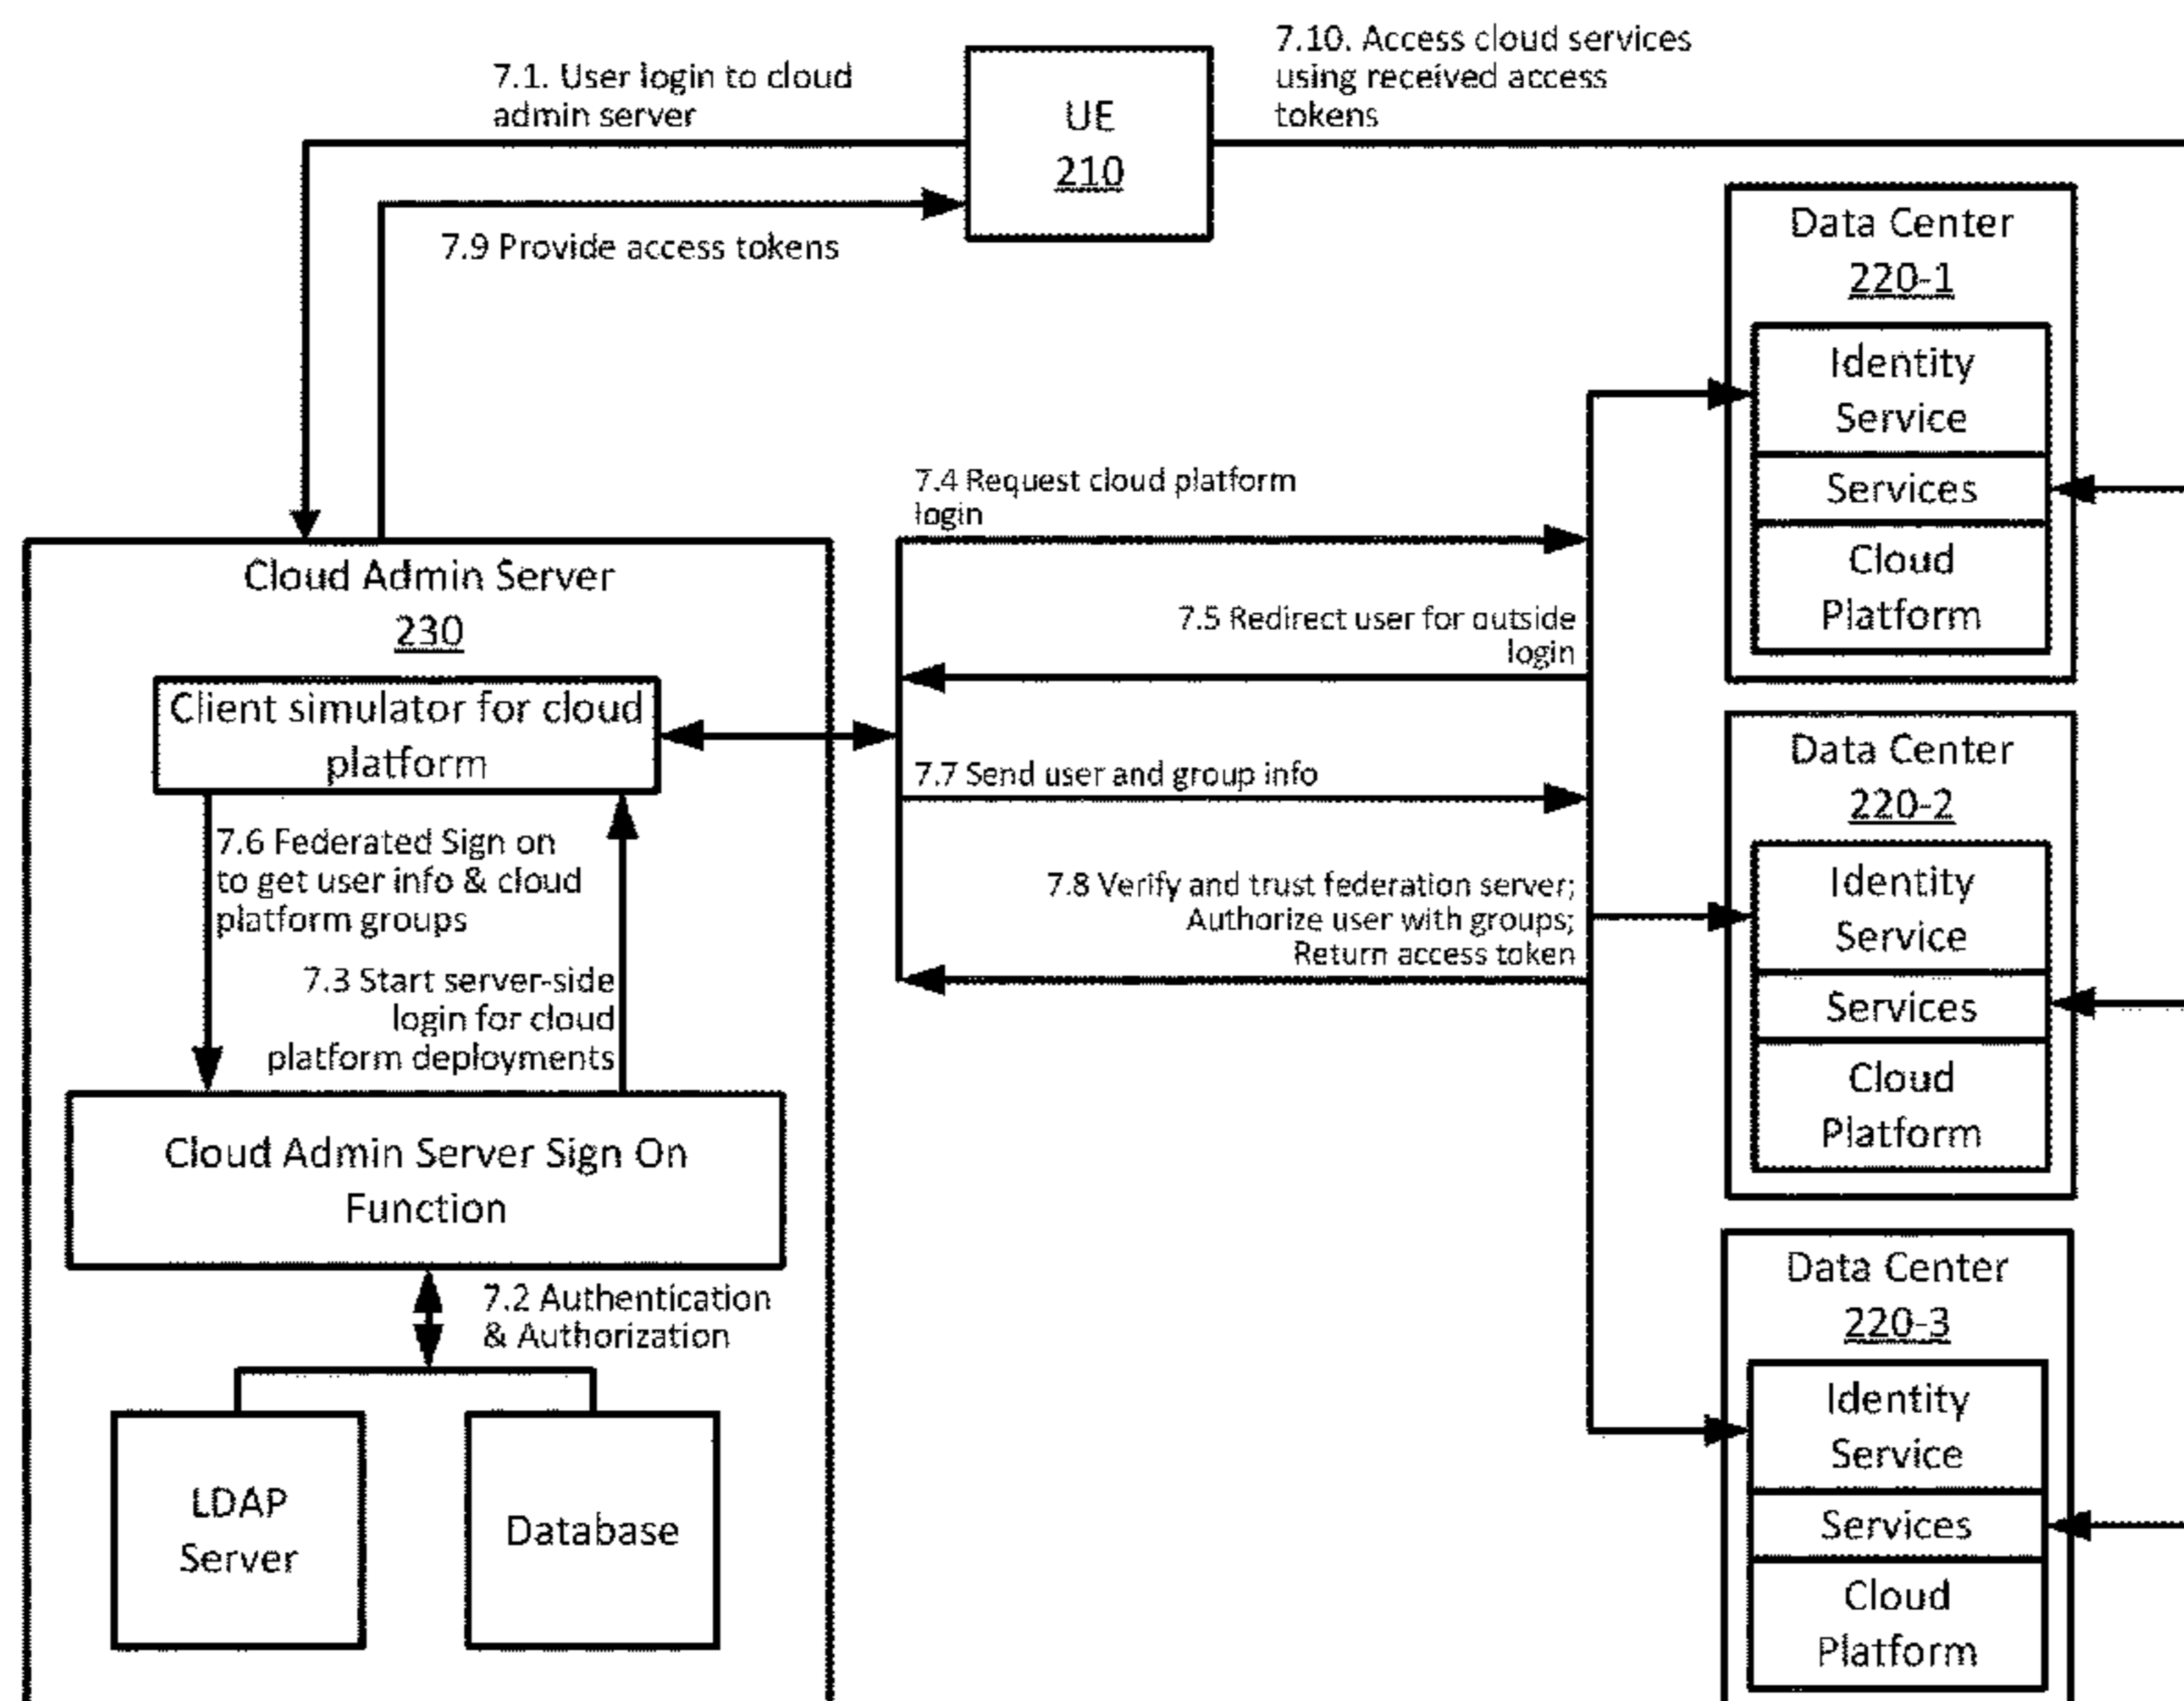 7.1. User login to cloud
admin server
UE
210
7.10. Access cloud services
using received access
tokens
7.9 Provide access tokens
Data Center
220-1
Identity
Service
Services
Cloud
Platform
7.4 Request cloud platform
login
7.5 Redirect user for outside
login
7.7 Send user and group info
7.8 Verify and trust federation server;
Authorize user with groups;
Return access token
Cloud Admin Server
230
Client simulator for cloud
platform
7.6 Federated Sign on
to get user info & cloud
platform groups
7.3 Start server-side
login for cloud
platform deployments
Cloud Admin Server Sign On
Function
7.2 Authentication
& Authorization
LDAP
Server
Database
Data Center
220-2
Identity
Service
Services
Cloud
Platform
Data Center
220-3
Identity
Service
Services
Cloud
Platform